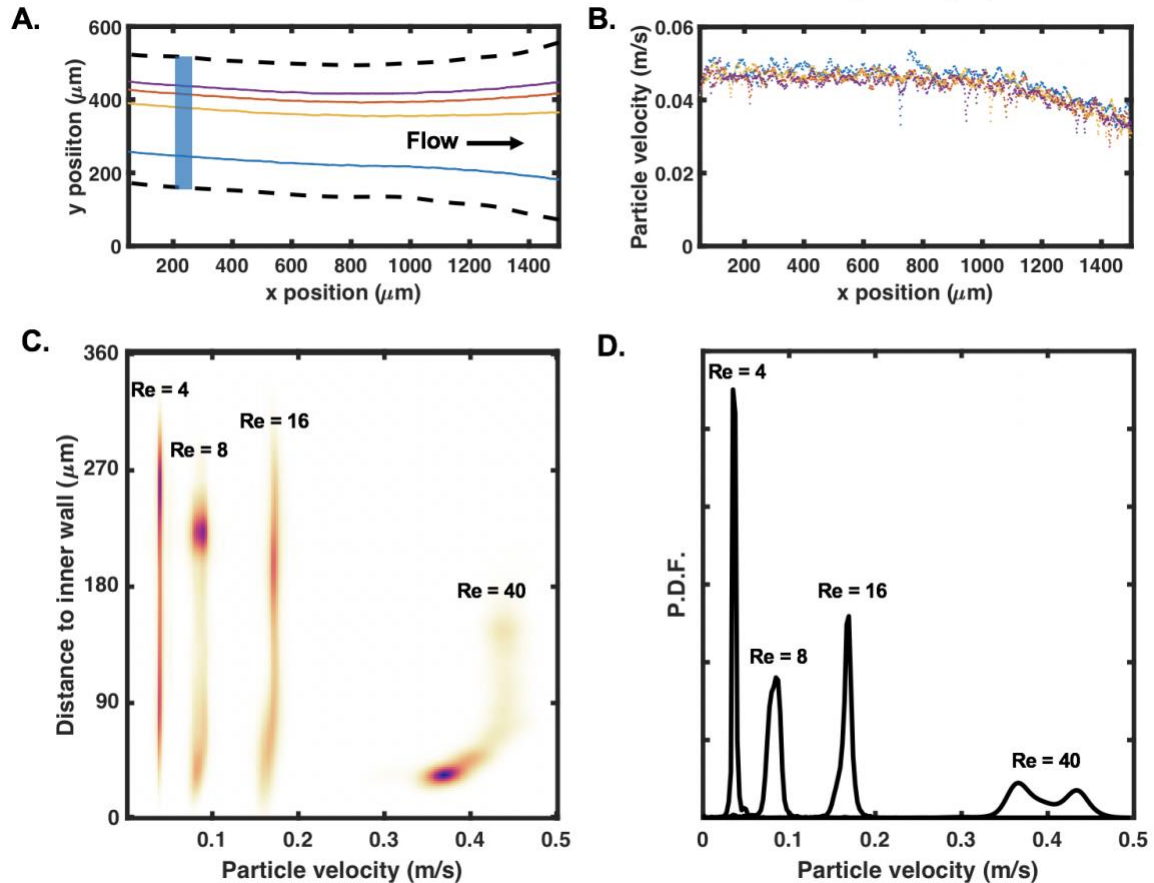 A.
600
400
200
0
y posiiton (μm)
Flow
200 400 600 800 1000 1200 1400
x position (μm)
B.
0.06
0.04
0.02
0
Particle velocity (m/s)
200 400 600 800 1000 1200 1400
x position (μm)
C.
360
270
180
90
0
Distance to inner wall (μm)
Re = 4
Re = 8
Re = 16
Re = 40
0.1 0.2 0.3 0.4 0.5
Particle velocity (m/s)
D.
P.D.F.
Re = 4
Re = 8
Re = 16
Re = 40
0 0.1 0.2 0.3 0.4 0.5
Particle velocity (m/s)